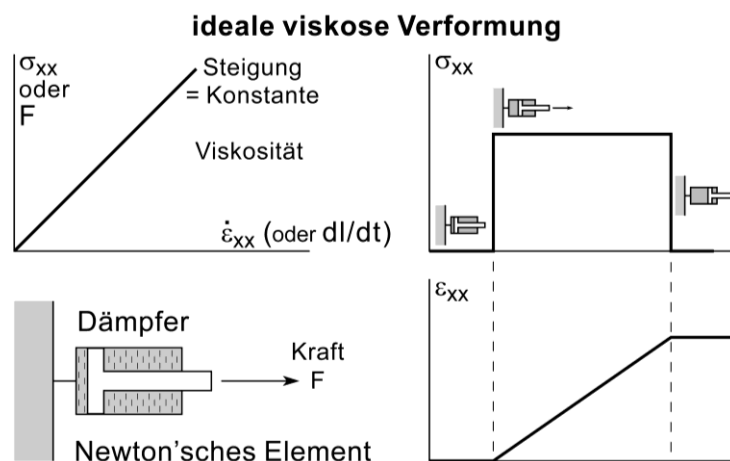 ideale viskose Verformung
σxx
oder
F
Steigung
= Konstante
Viskosität
ε̇xx (oder dl/dt)
σxx
Dämpfer
Kraft
F
Newton'sches Element
εxx